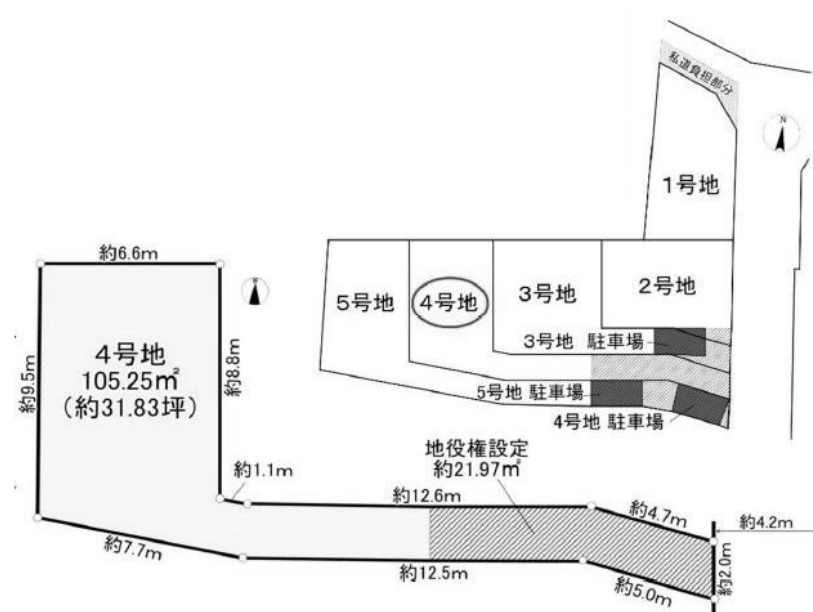 私道負担部分
N
1号地
5号地
4号地
3号地
2号地
3号地 駐車場
5号地 駐車場
4号地 駐車場
約6.6m
N
4号地
105.25㎡
(約31.83坪)
約9.5m
約8.8m
約1.1m
地役権設定
約21.97㎡
約12.6m
約4.7m
約4.2m
約7.7m
約12.5m
約5.0m
約2.0m